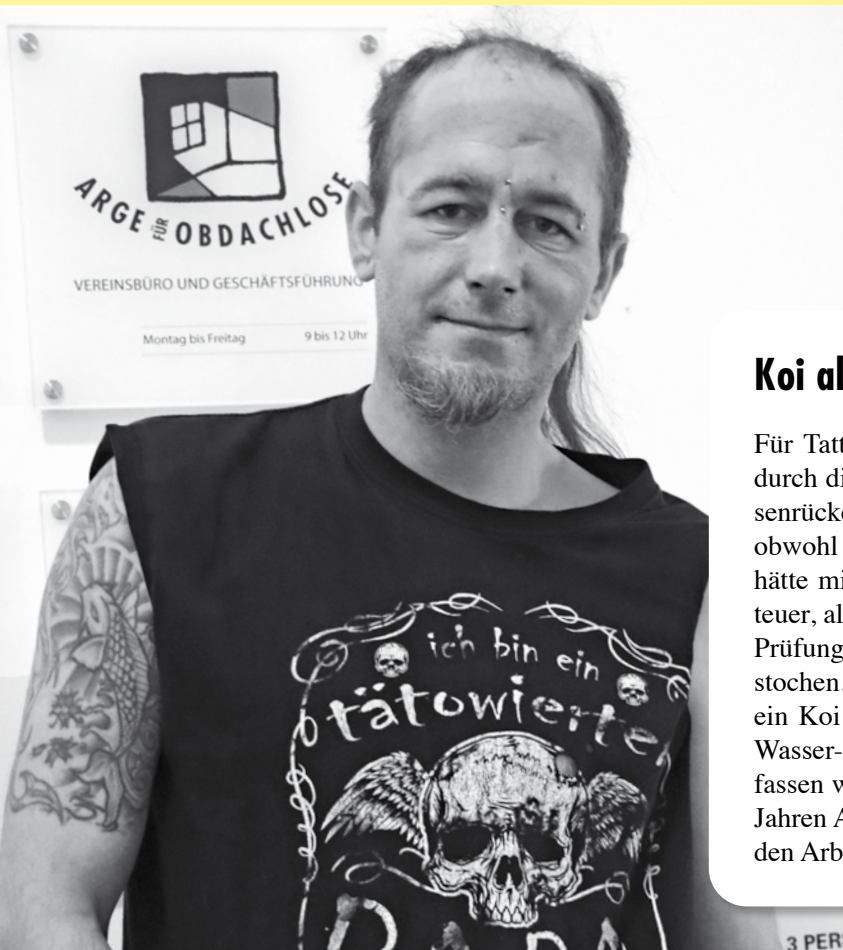 ARGE FÜR OBDACHLOSE
VEREINSBÜRO UND GESCHÄFTSFÜHRUNG
Montag bis Freitag 9 bis 12 Uhr
ich bin ein
tätowierter
PAPA
Koi al
Für Tatt
durch di
senrück
obwohl
hätte mi
teuer, al
Prüfung
stochen.
ein Koi
Wasser-
fassen w
Jahren A
den Arb
3 PERS